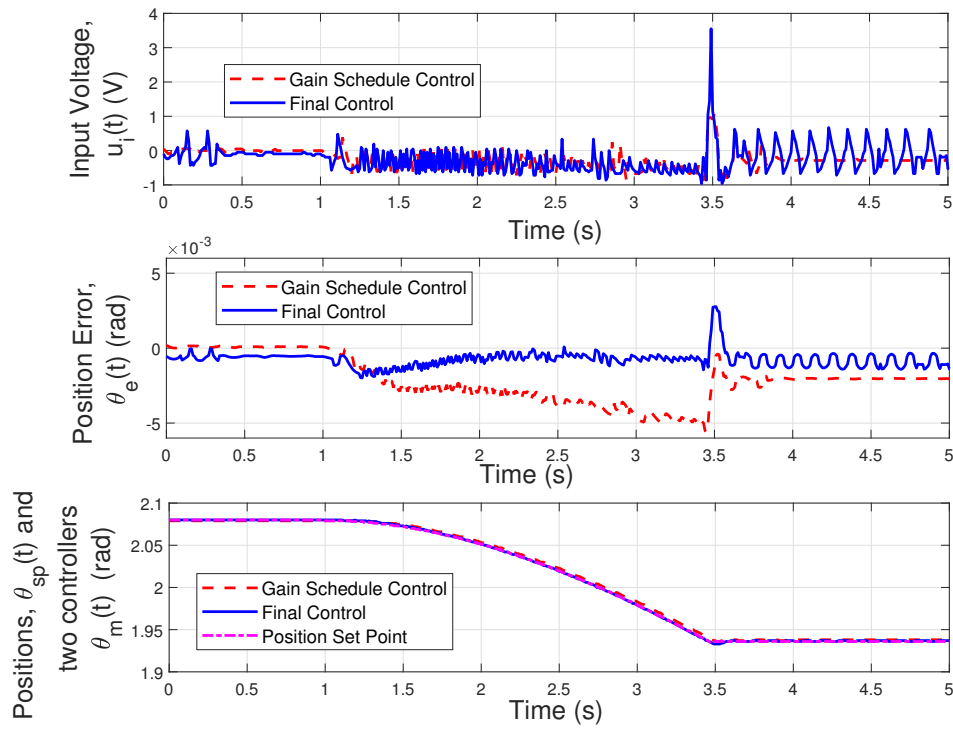 Input Voltage,
u_i(t) (V)
4
3
2
1
0
-1
Gain Schedule Control
Final Control
0 0.5 1 1.5 2 2.5 3 3.5 4 4.5 5
Time (s)
×10^-3
Position Error,
θ_e(t) (rad)
5
0
-5
Gain Schedule Control
Final Control
0 0.5 1 1.5 2 2.5 3 3.5 4 4.5 5
Time (s)
Positions, θ_sp(t) and
two controllers
θ_m(t) (rad)
2.1
2.05
2
1.95
1.9
Gain Schedule Control
Final Control
Position Set Point
0 0.5 1 1.5 2 2.5 3 3.5 4 4.5 5
Time (s)